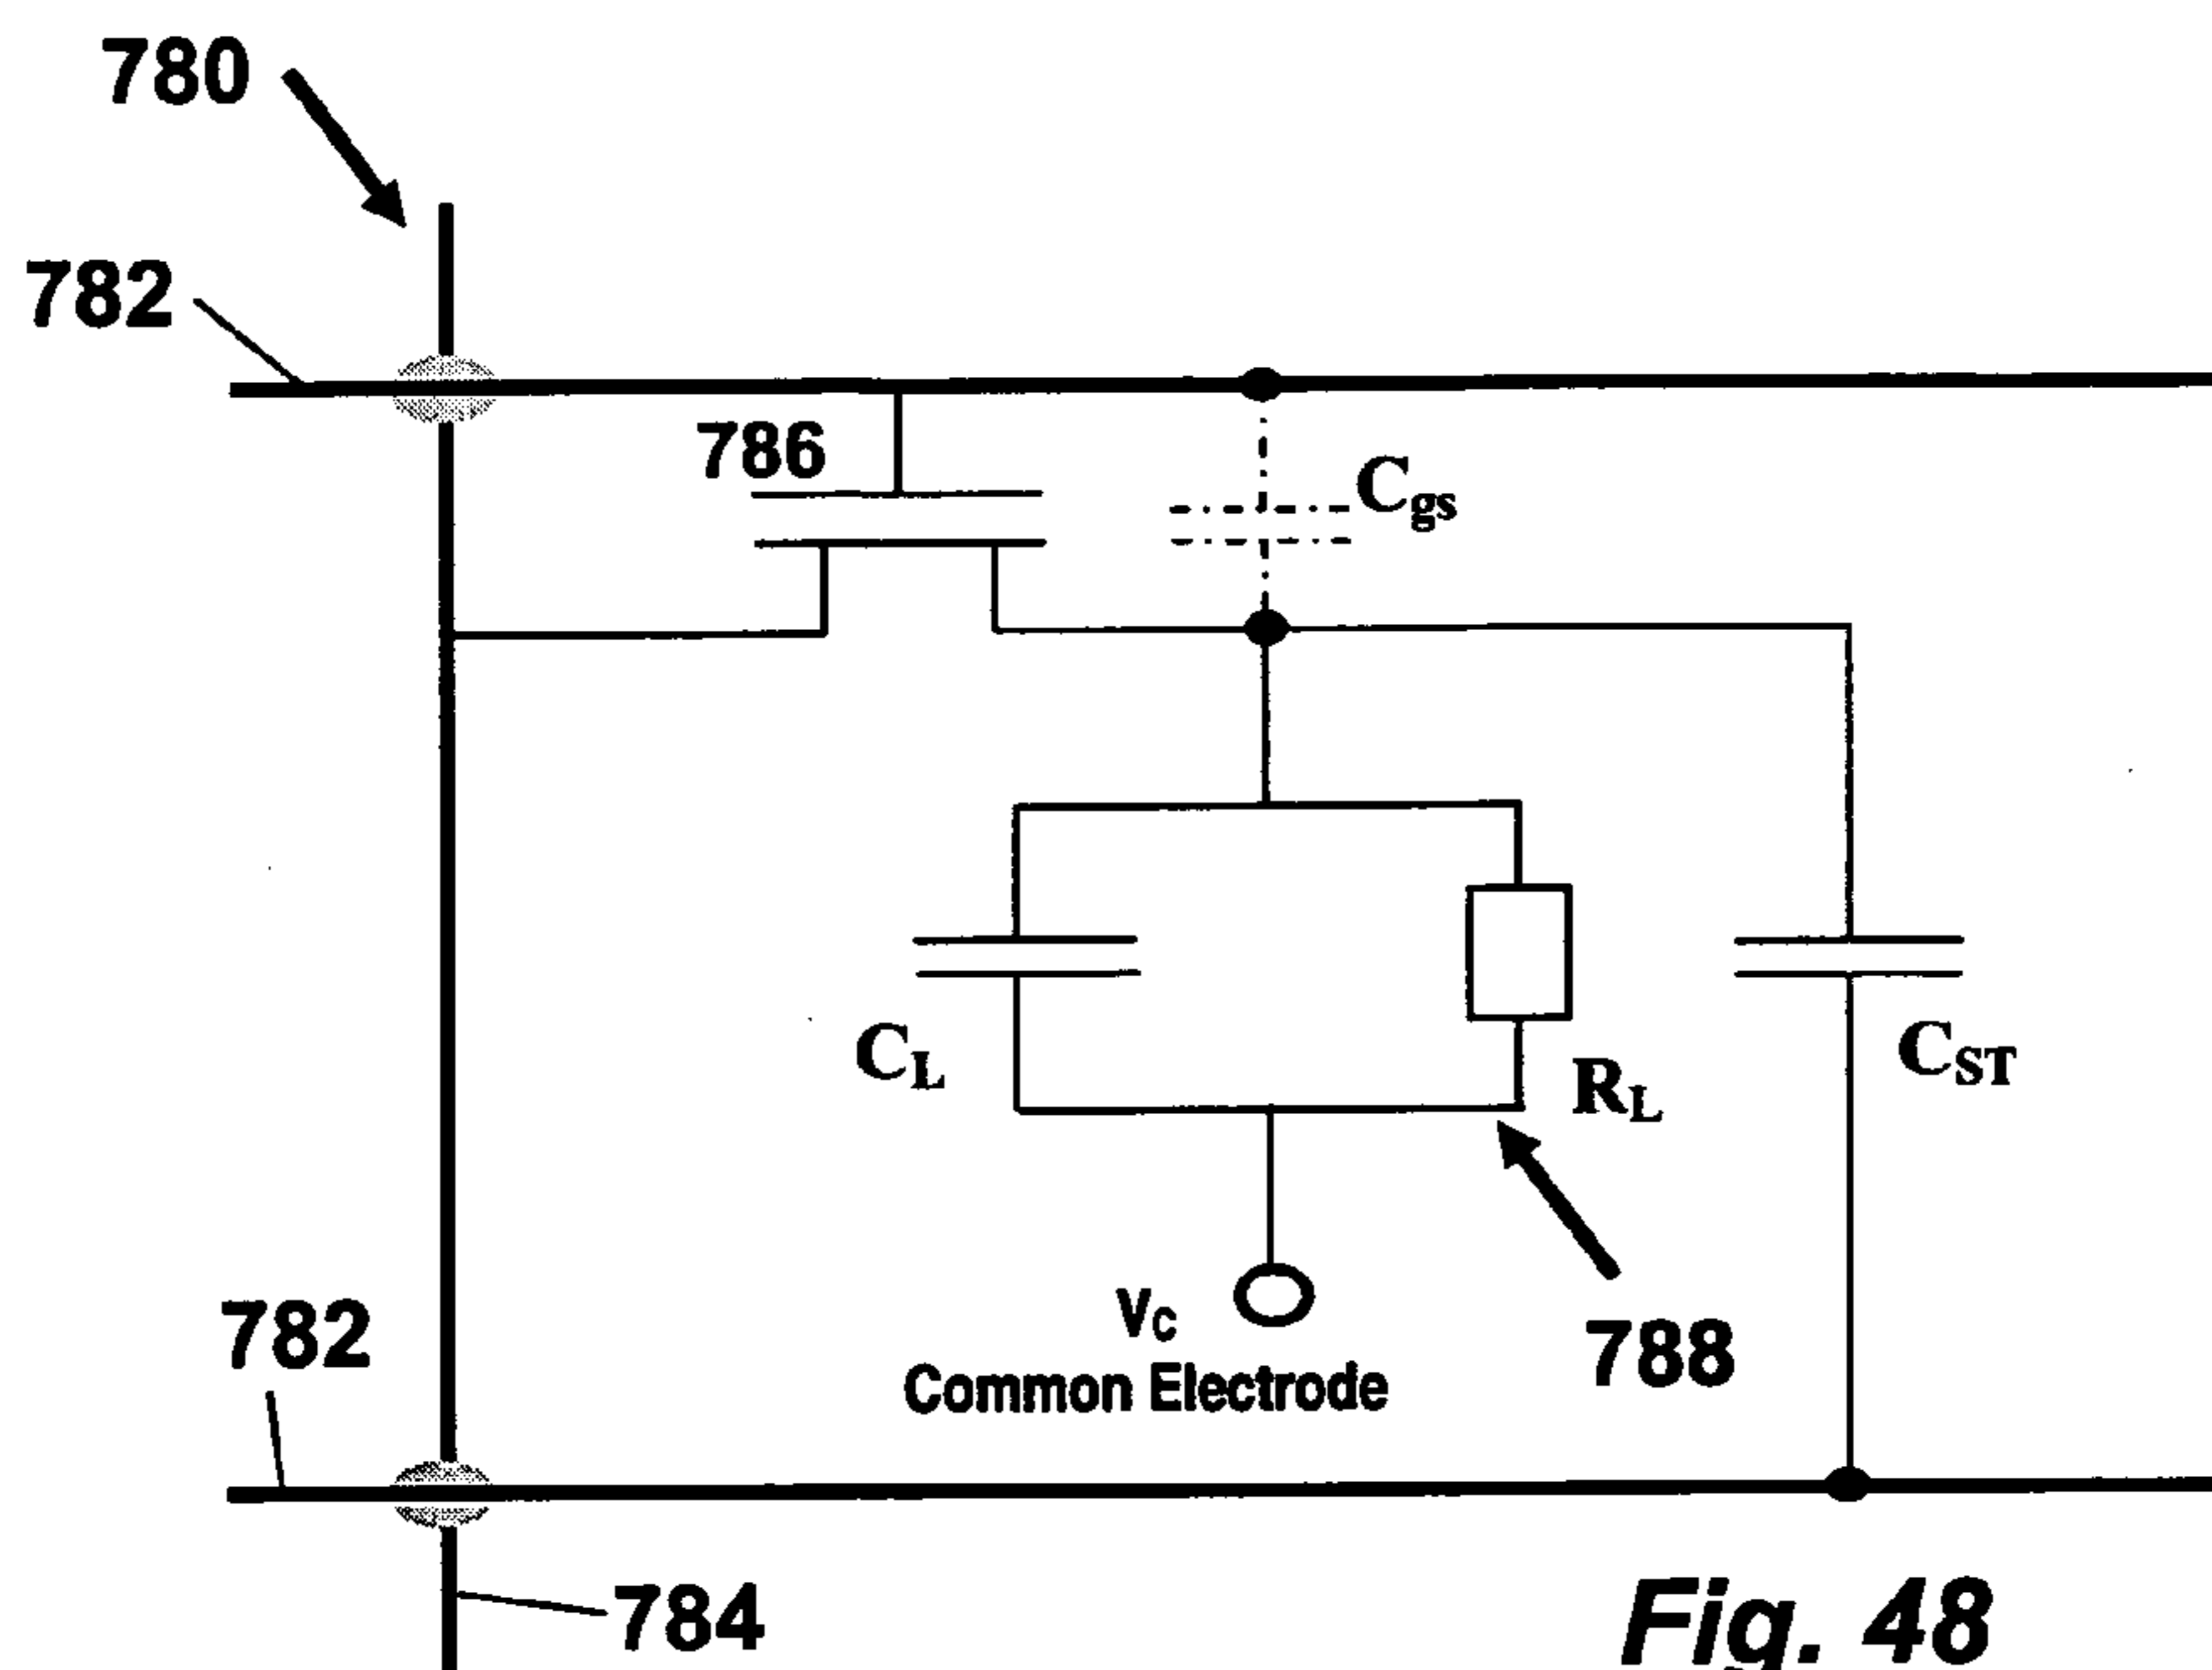 780
782
786
Cgs
CL
RL
CST
Vc
Common Electrode
788
782
784
Fig. 48